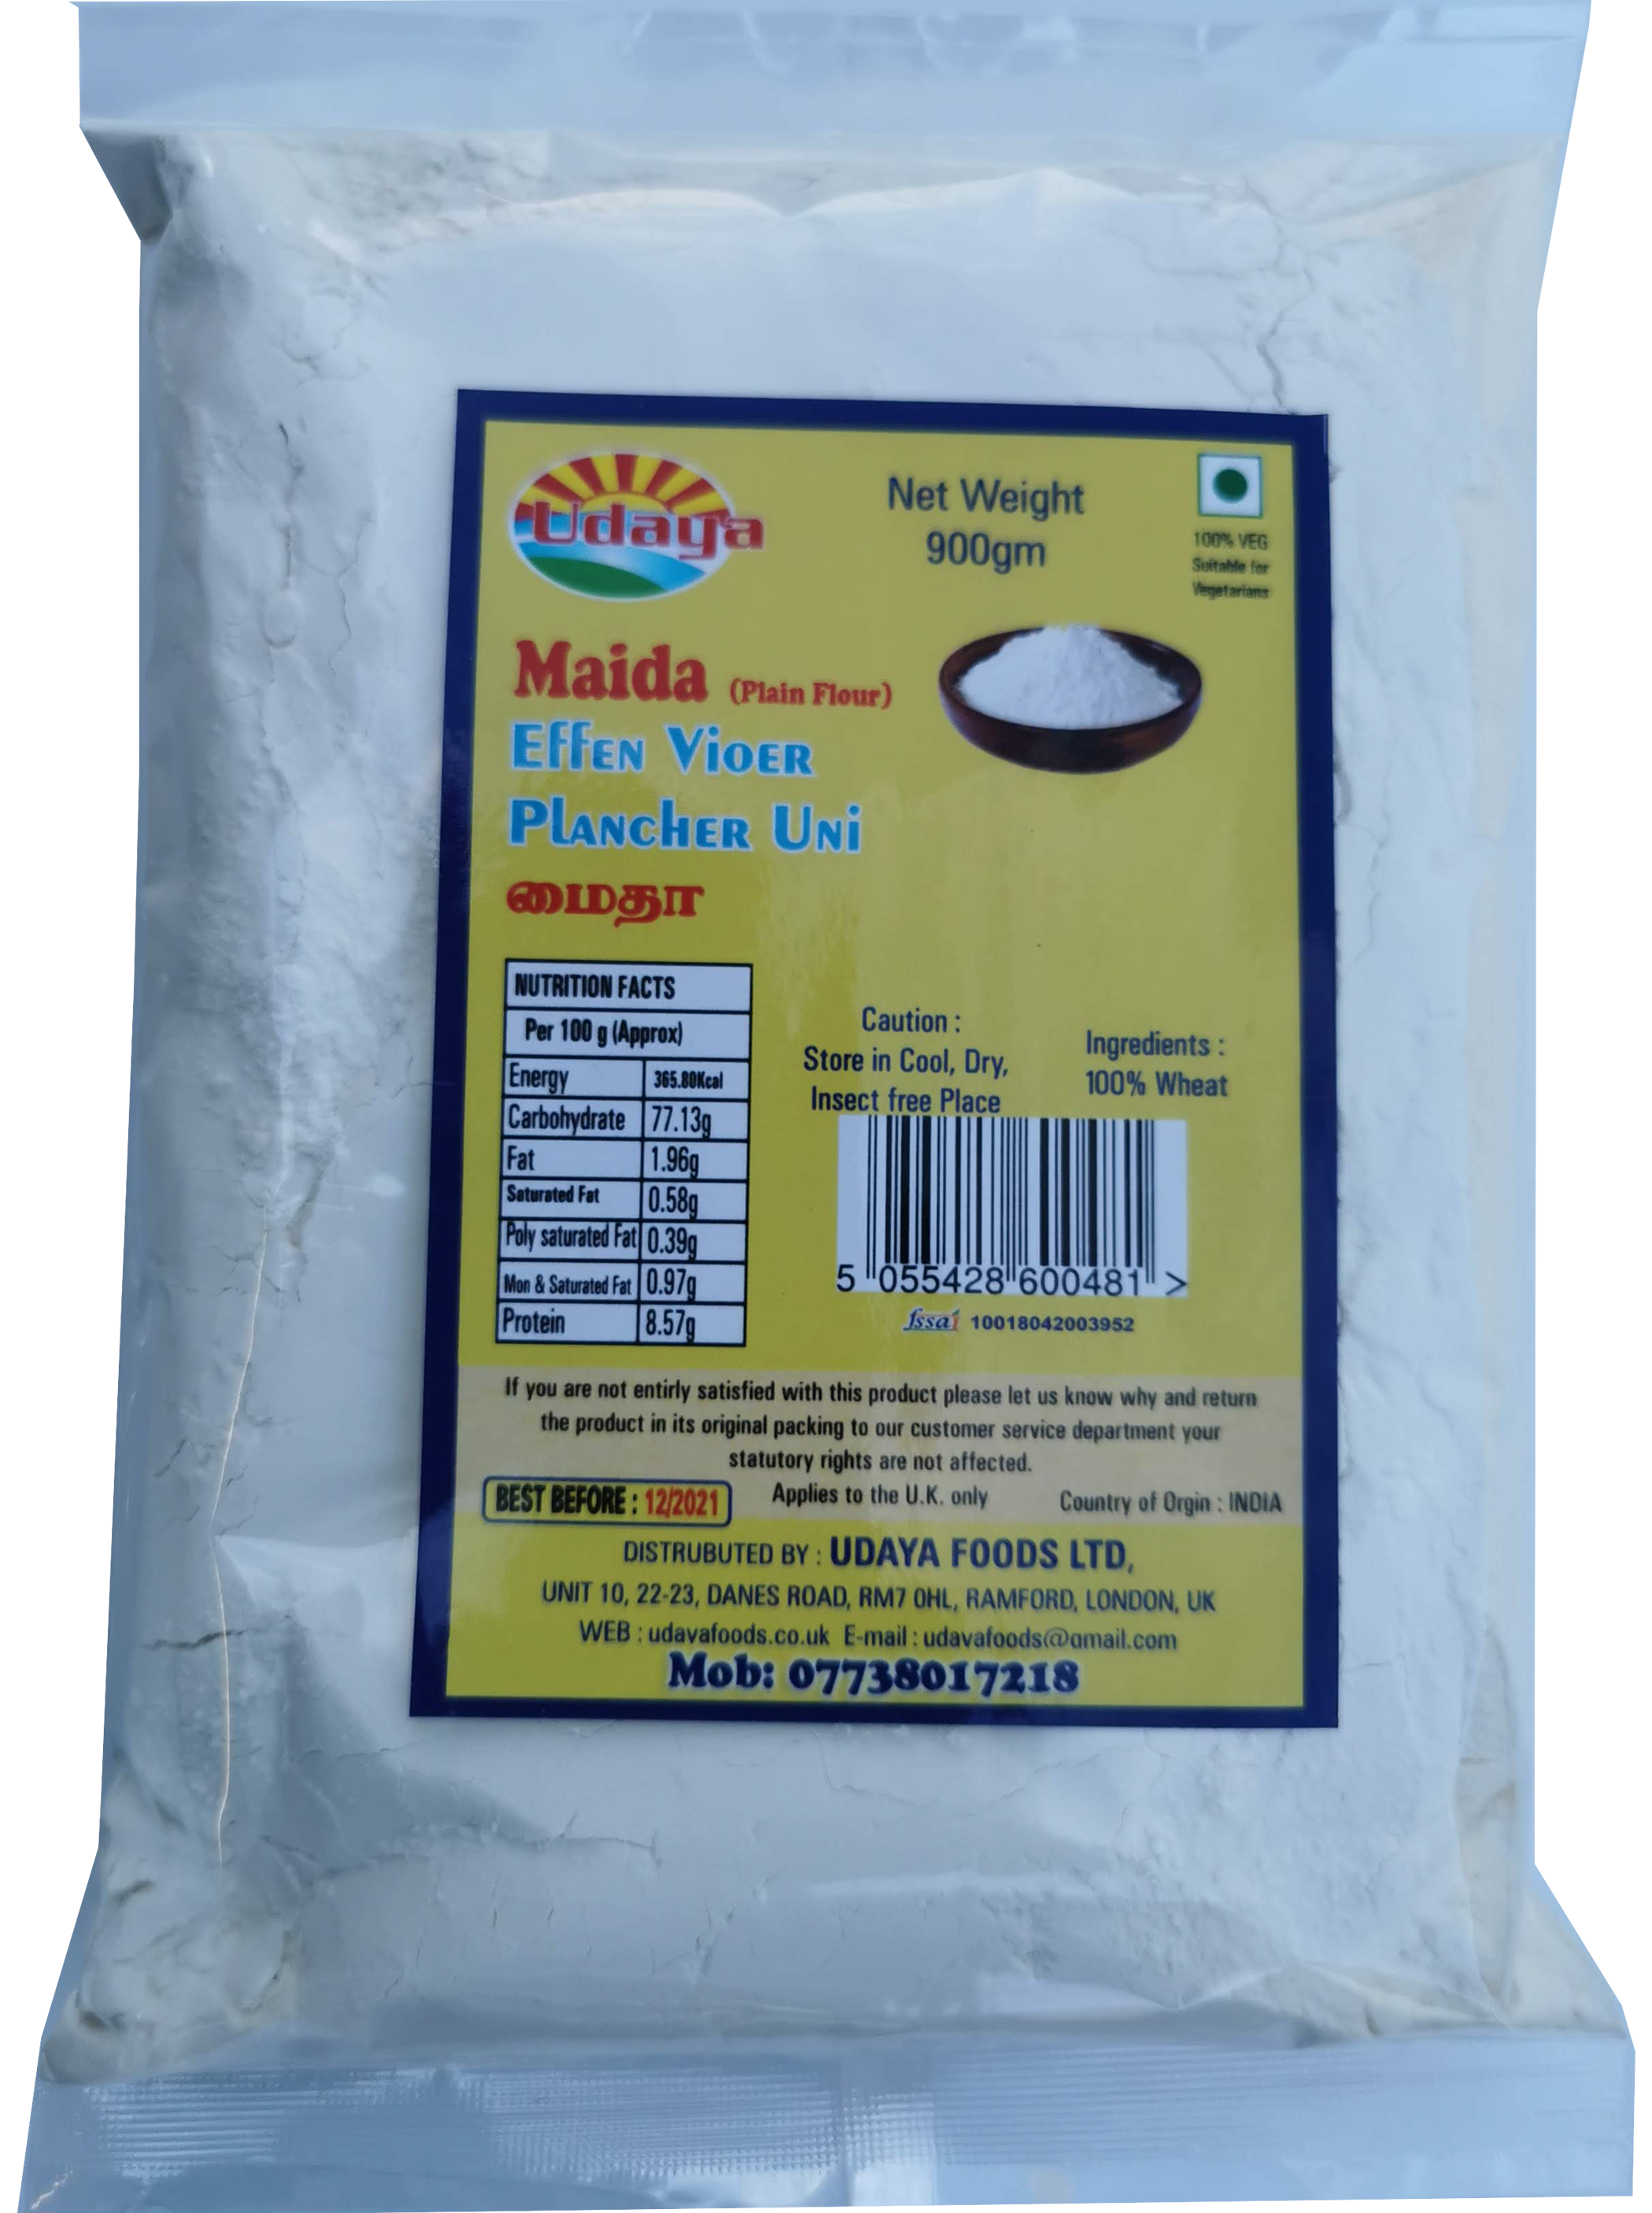 Udaya
Net Weight
900gm
100% VEG
Suitable for
Vegetarians
Maida (Plain Flour)
Effen Vioer
Plancher Uni
மைதா
NUTRITION FACTS
Per 100 g (Approx)
Energy 365.80Kcal
Carbohydrate 77.13g
Fat 1.96g
Saturated Fat 0.58g
Poly saturated Fat 0.39g
Mon & Saturated Fat 0.97g
Protein 8.57g
Caution :
Store in Cool, Dry,
Insect free Place
Ingredients :
100% Wheat
5 055428 600481 >
fssai 10018042003952
If you are not entirly satisfied with this product please let us know why and return
the product in its original packing to our customer service department your
statutory rights are not affected.
BEST BEFORE : 12/2021
Applies to the U.K. only
Country of Orgin : INDIA
DISTRUBUTED BY : UDAYA FOODS LTD,
UNIT 10, 22-23, DANES ROAD, RM7 0HL, RAMFORD, LONDON, UK
WEB : udayafoods.co.uk E-mail : udayafoods@gmail.com
Mob: 07738017218